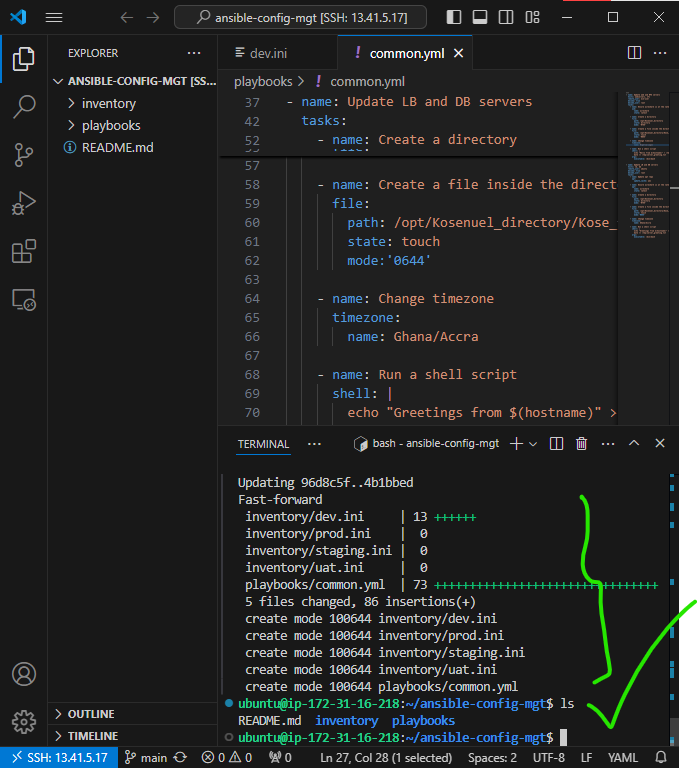 ansible-config-mgt [SSH: 13.41.5.17]
EXPLORER
dev.ini
common.yml
ANSIBLE-CONFIG-MGT [SS...
inventory
playbooks
README.md
playbooks > common.yml
37 - name: Update LB and DB servers
42 tasks:
52 - name: Create a directory
57
58 - name: Create a file inside the direct
59 file:
60 path: /opt/Kosenuel_directory/Kose_
61 state: touch
62 mode:'0644'
63
64 - name: Change timezone
65 timezone:
66 name: Ghana/Accra
67
68 - name: Run a shell script
69 shell: |
70 echo "Greetings from $(hostname)" >
TERMINAL
bash - ansible-config-mgt
Updating 96d8c5f..4b1bbed
Fast-forward
inventory/dev.ini | 13 ++++++
inventory/prod.ini | 0
inventory/staging.ini | 0
inventory/uat.ini | 0
playbooks/common.yml | 73 +++++++++++++++++++++++++++++++++
5 files changed, 86 insertions(+)
create mode 100644 inventory/dev.ini
create mode 100644 inventory/prod.ini
create mode 100644 inventory/staging.ini
create mode 100644 inventory/uat.ini
create mode 100644 playbooks/common.yml
ubuntu@ip-172-31-16-218:~/ansible-config-mgt$ ls
README.md inventory playbooks
ubuntu@ip-172-31-16-218:~/ansible-config-mgt$
OUTLINE
TIMELINE
SSH: 13.41.5.17 main 0 0 0 Ln 27, Col 28 (1 selected) Spaces: 2 UTF-8 LF YAML